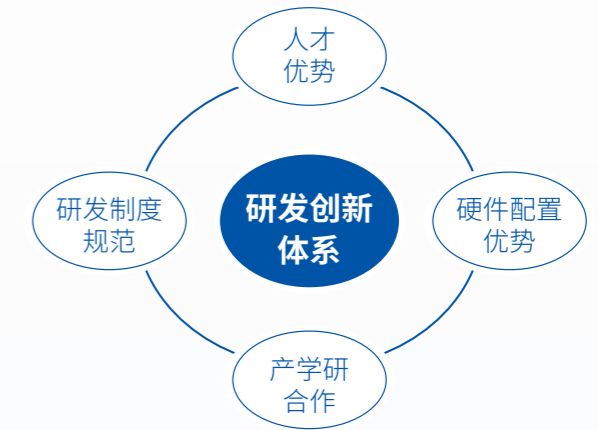 人才
优势
研发制度
规范
研发创新
体系
硬件配置
优势
产学研
合作